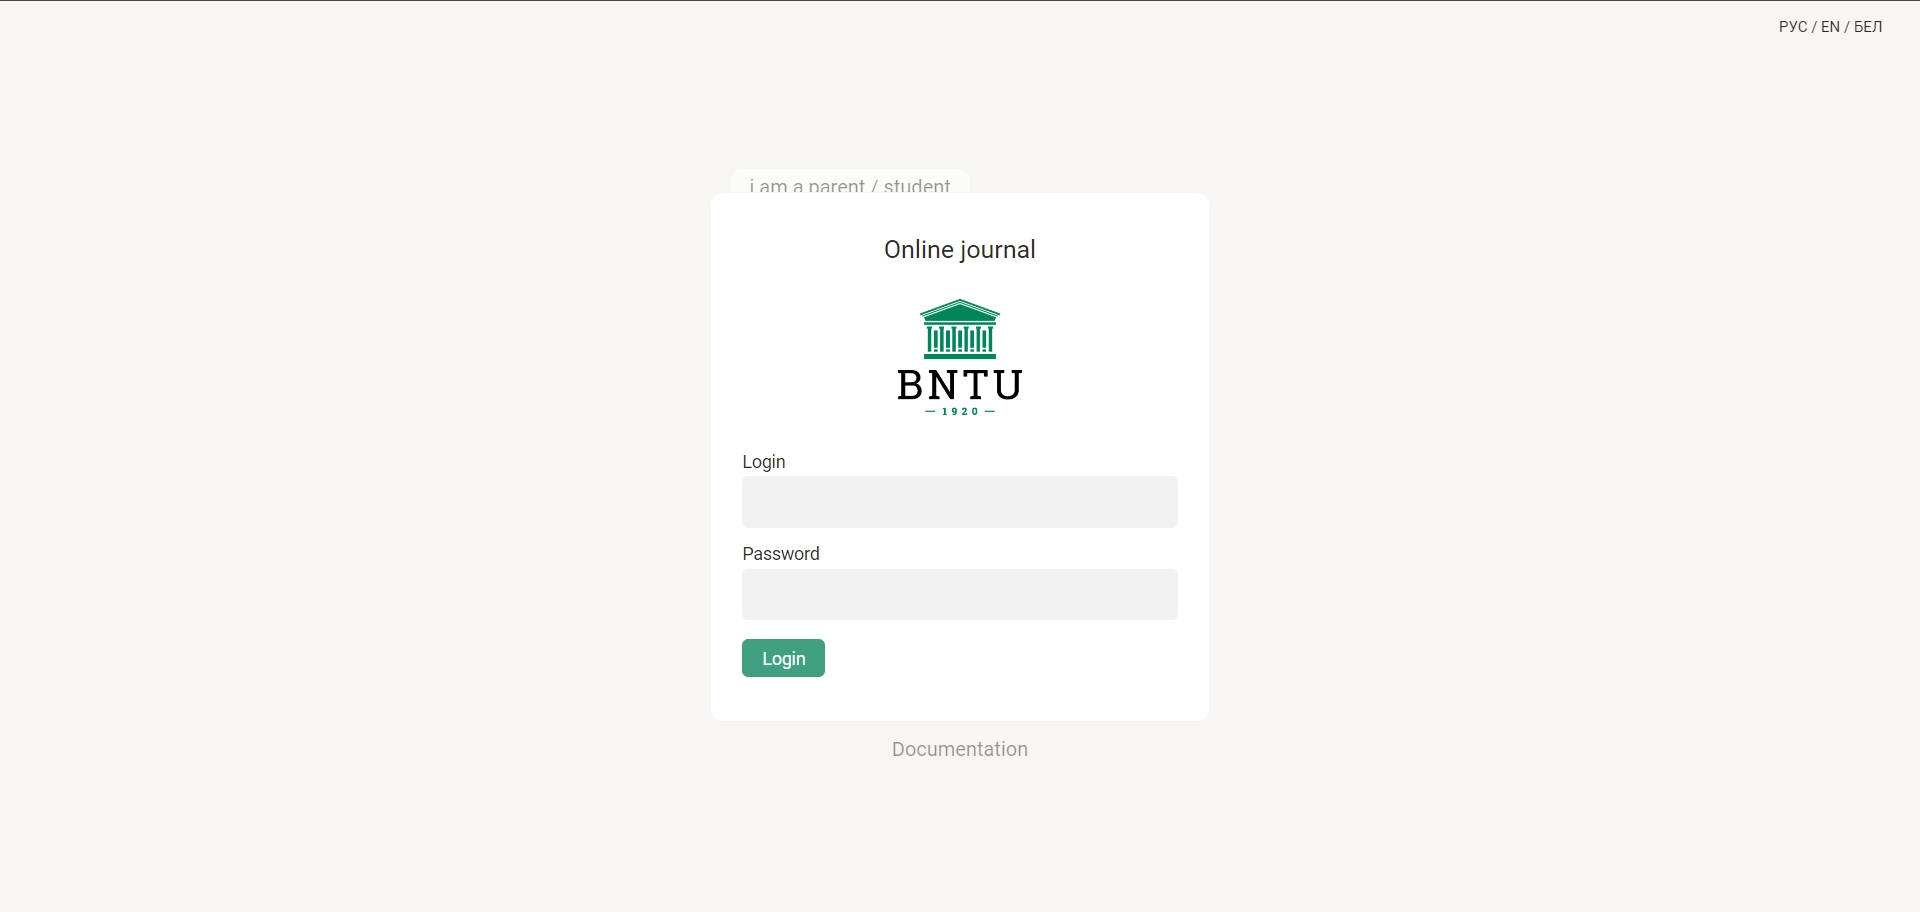 РУС / EN / БЕЛ
i am a parent / student
Online journal
BNTU
— 1920 —
Login
Password
Login
Documentation